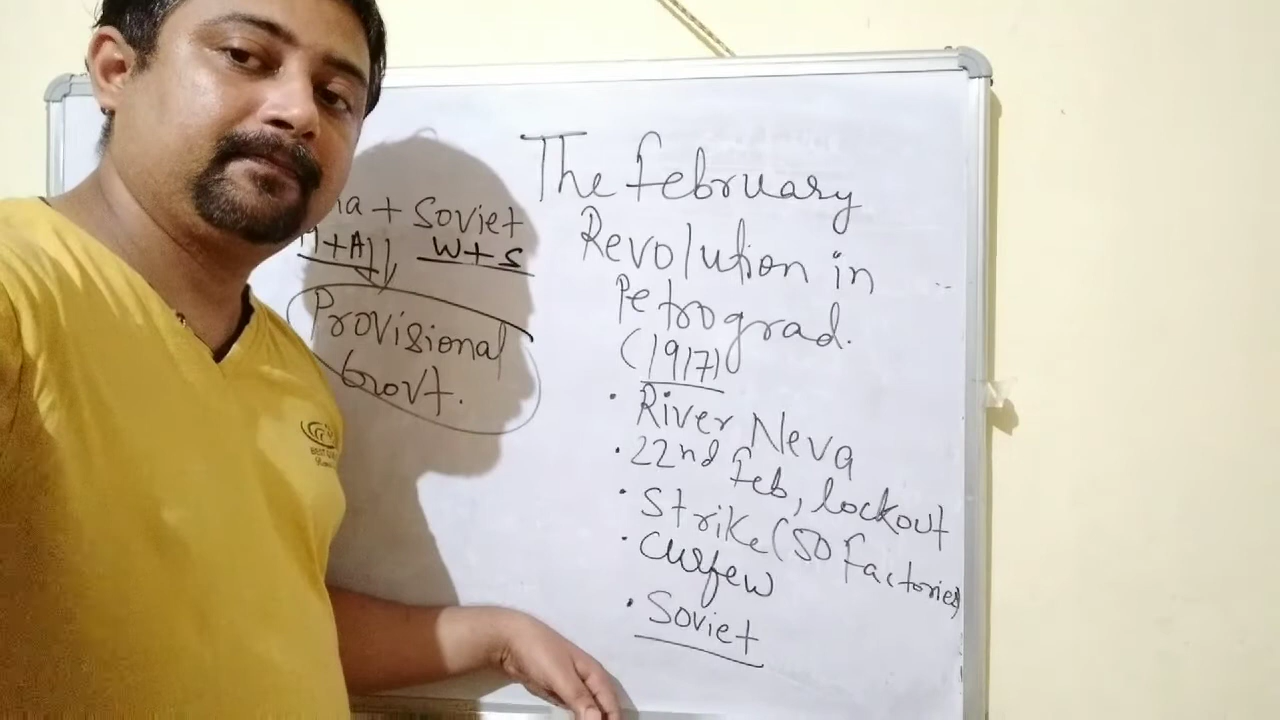 The February
Revolution in
Petrograd.
(1917)
· River Neva
· 22nd Feb, lockout
· Strike (50 Factories)
· Curfew
· Soviet
+ Soviet
+A) W+S
Provisional
Govt.